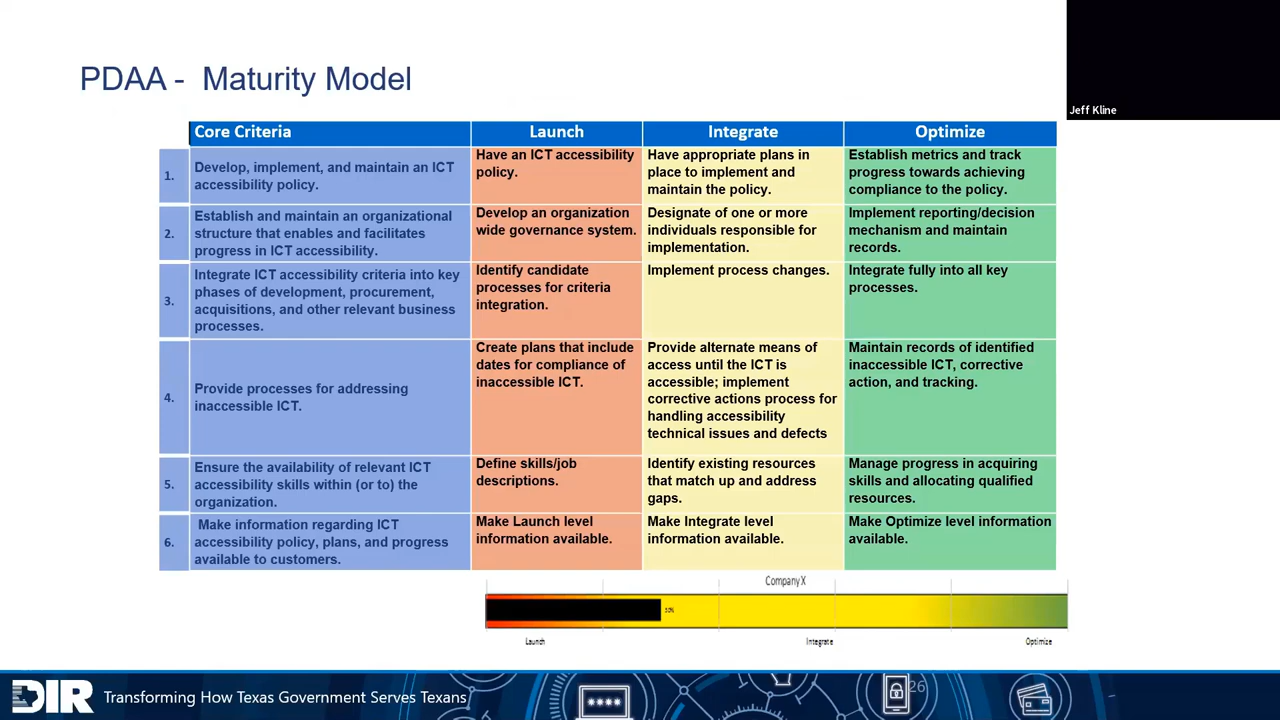 PDAA - Maturity Model
Jeff Kline
Core Criteria
Launch
Integrate
Optimize
1.
Develop, implement, and maintain an ICT
accessibility policy.
Have an ICT accessibility
policy.
Have appropriate plans in
place to implement and
maintain the policy.
Establish metrics and track
progress towards achieving
compliance to the policy.
2.
Establish and maintain an organizational
structure that enables and facilitates
progress in ICT accessibility.
Develop an organization
wide governance system.
Designate of one or more
individuals responsible for
implementation.
Implement reporting/decision
mechanism and maintain
records.
3.
Integrate ICT accessibility criteria into key
phases of development, procurement,
acquisitions, and other relevant business
processes.
Identify candidate
processes for criteria
integration.
Implement process changes.
Integrate fully into all key
processes.
4.
Provide processes for addressing
inaccessible ICT.
Create plans that include
dates for compliance of
inaccessible ICT.
Provide alternate means of
access until the ICT is
accessible; implement
corrective actions process for
handling accessibility
technical issues and defects
Maintain records of identified
inaccessible ICT, corrective
action, and tracking.
5.
Ensure the availability of relevant ICT
accessibility skills within (or to) the
organization.
Define skills/job
descriptions.
Identify existing resources
that match up and address
gaps.
Manage progress in acquiring
skills and allocating qualified
resources.
6.
Make information regarding ICT
accessibility policy, plans, and progress
available to customers.
Make Launch level
information available.
Make Integrate level
information available.
Make Optimize level information
available.
Company X
30%
Launch
Integrate
Optimize
DIR Transforming How Texas Government Serves Texans
26